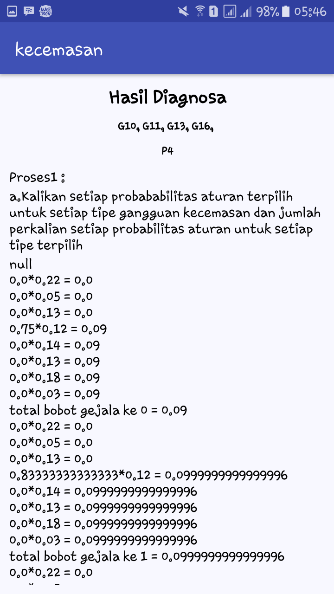 98% 05:46
kecemasan
Hasil Diagnosa
G10, G11, G13, G16,
P4
Proses1 :
a.Kalikan setiap probababilitas aturan terpilih
untuk setiap tipe gangguan kecemasan dan jumlah
perkalian setiap probabilitas aturan untuk setiap
tipe terpilih
null
0.0*0.22 = 0.0
0.0*0.05 = 0.0
0.0*0.13 = 0.0
0.75*0.12 = 0.09
0.0*0.14 = 0.09
0.0*0.13 = 0.09
0.0*0.18 = 0.09
0.0*0.03 = 0.09
total bobot gejala ke 0 = 0.09
0.0*0.22 = 0.0
0.0*0.05 = 0.0
0.0*0.13 = 0.0
0.83333333333333*0.12 = 0.0999999999999996
0.0*0.14 = 0.0999999999999996
0.0*0.13 = 0.0999999999999996
0.0*0.18 = 0.0999999999999996
0.0*0.03 = 0.0999999999999996
total bobot gejala ke 1 = 0.0999999999999996
0.0*0.22 = 0.0